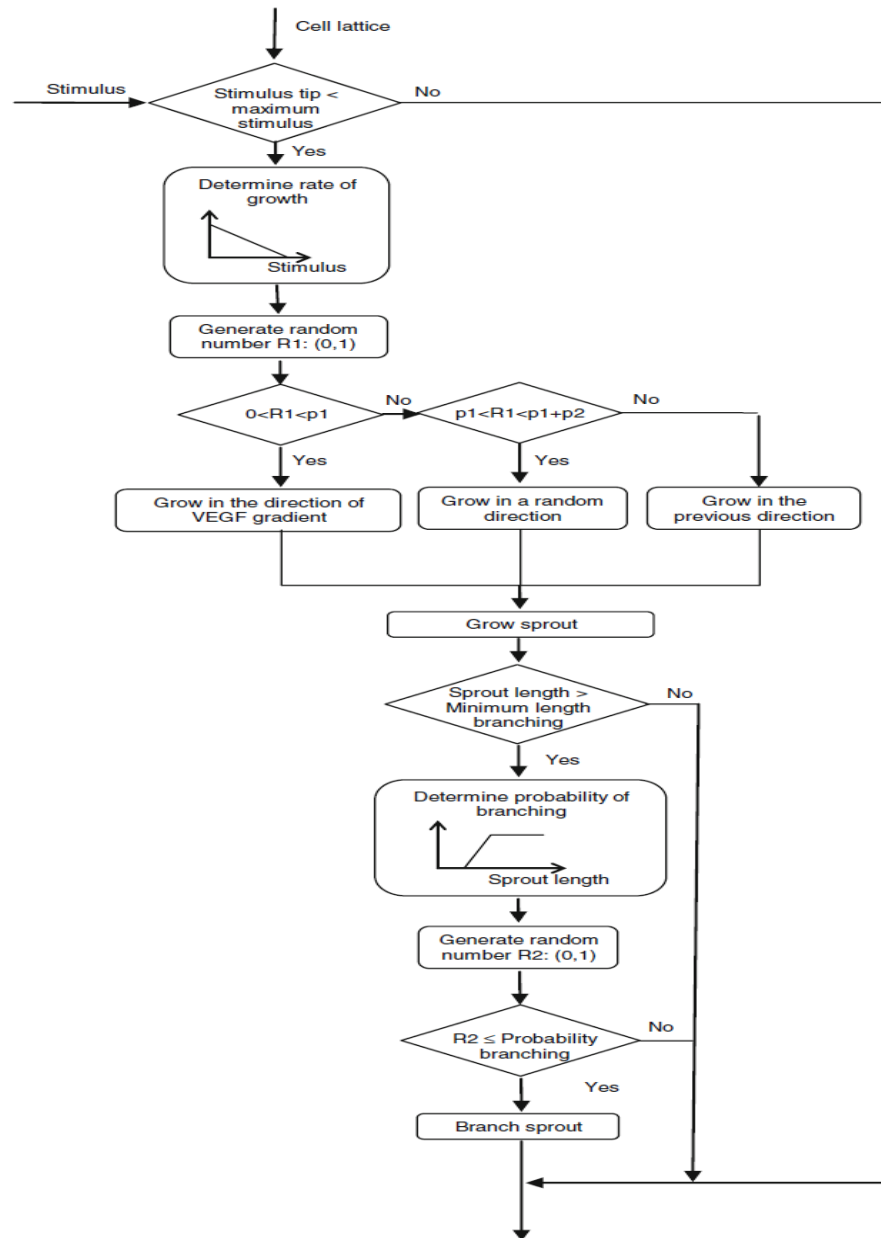 Cell lattice
Stimulus
Stimulus tip <
maximum
stimulus
No
Yes
Determine rate of
growth
Stimulus
Generate random
number R1: (0,1)
0<R1<p1
No
p1<R1<p1+p2
No
Yes
Yes
Grow in the direction of
VEGF gradient
Grow in a random
direction
Grow in the
previous direction
Grow sprout
Sprout length >
Minimum length
branching
No
Yes
Determine probability of
branching
Sprout length
Generate random
number R2: (0,1)
R2 ≤ Probability
branching
No
Yes
Branch sprout